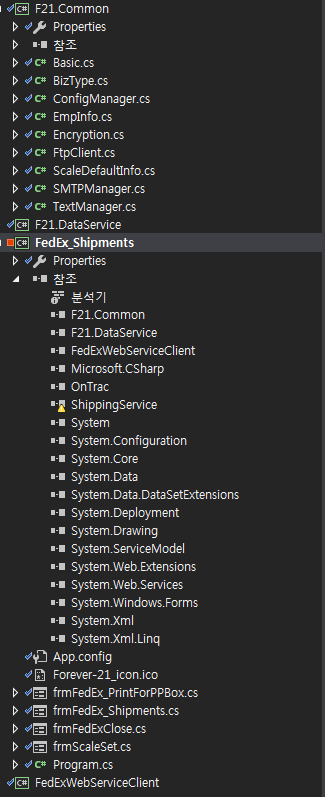 F21.Common
Properties
참조
C# Basic.cs
C# BizType.cs
C# ConfigManager.cs
C# EmpInfo.cs
C# Encryption.cs
C# FtpClient.cs
C# ScaleDefaultInfo.cs
C# SMTPManager.cs
C# TextManager.cs
C# F21.DataService
C# FedEx_Shipments
Properties
참조
분석기
F21.Common
F21.DataService
FedExWebServiceClient
Microsoft.CSharp
OnTrac
ShippingService
System
System.Configuration
System.Core
System.Data
System.Data.DataSetExtensions
System.Deployment
System.Drawing
System.ServiceModel
System.Web.Extensions
System.Web.Services
System.Windows.Forms
System.Xml
System.Xml.Linq
App.config
Forever-21_icon.ico
frmFedEx_PrintForPPBox.cs
frmFedEx_Shipments.cs
frmFedExClose.cs
frmScaleSet.cs
C# Program.cs
C# FedExWebServiceClient